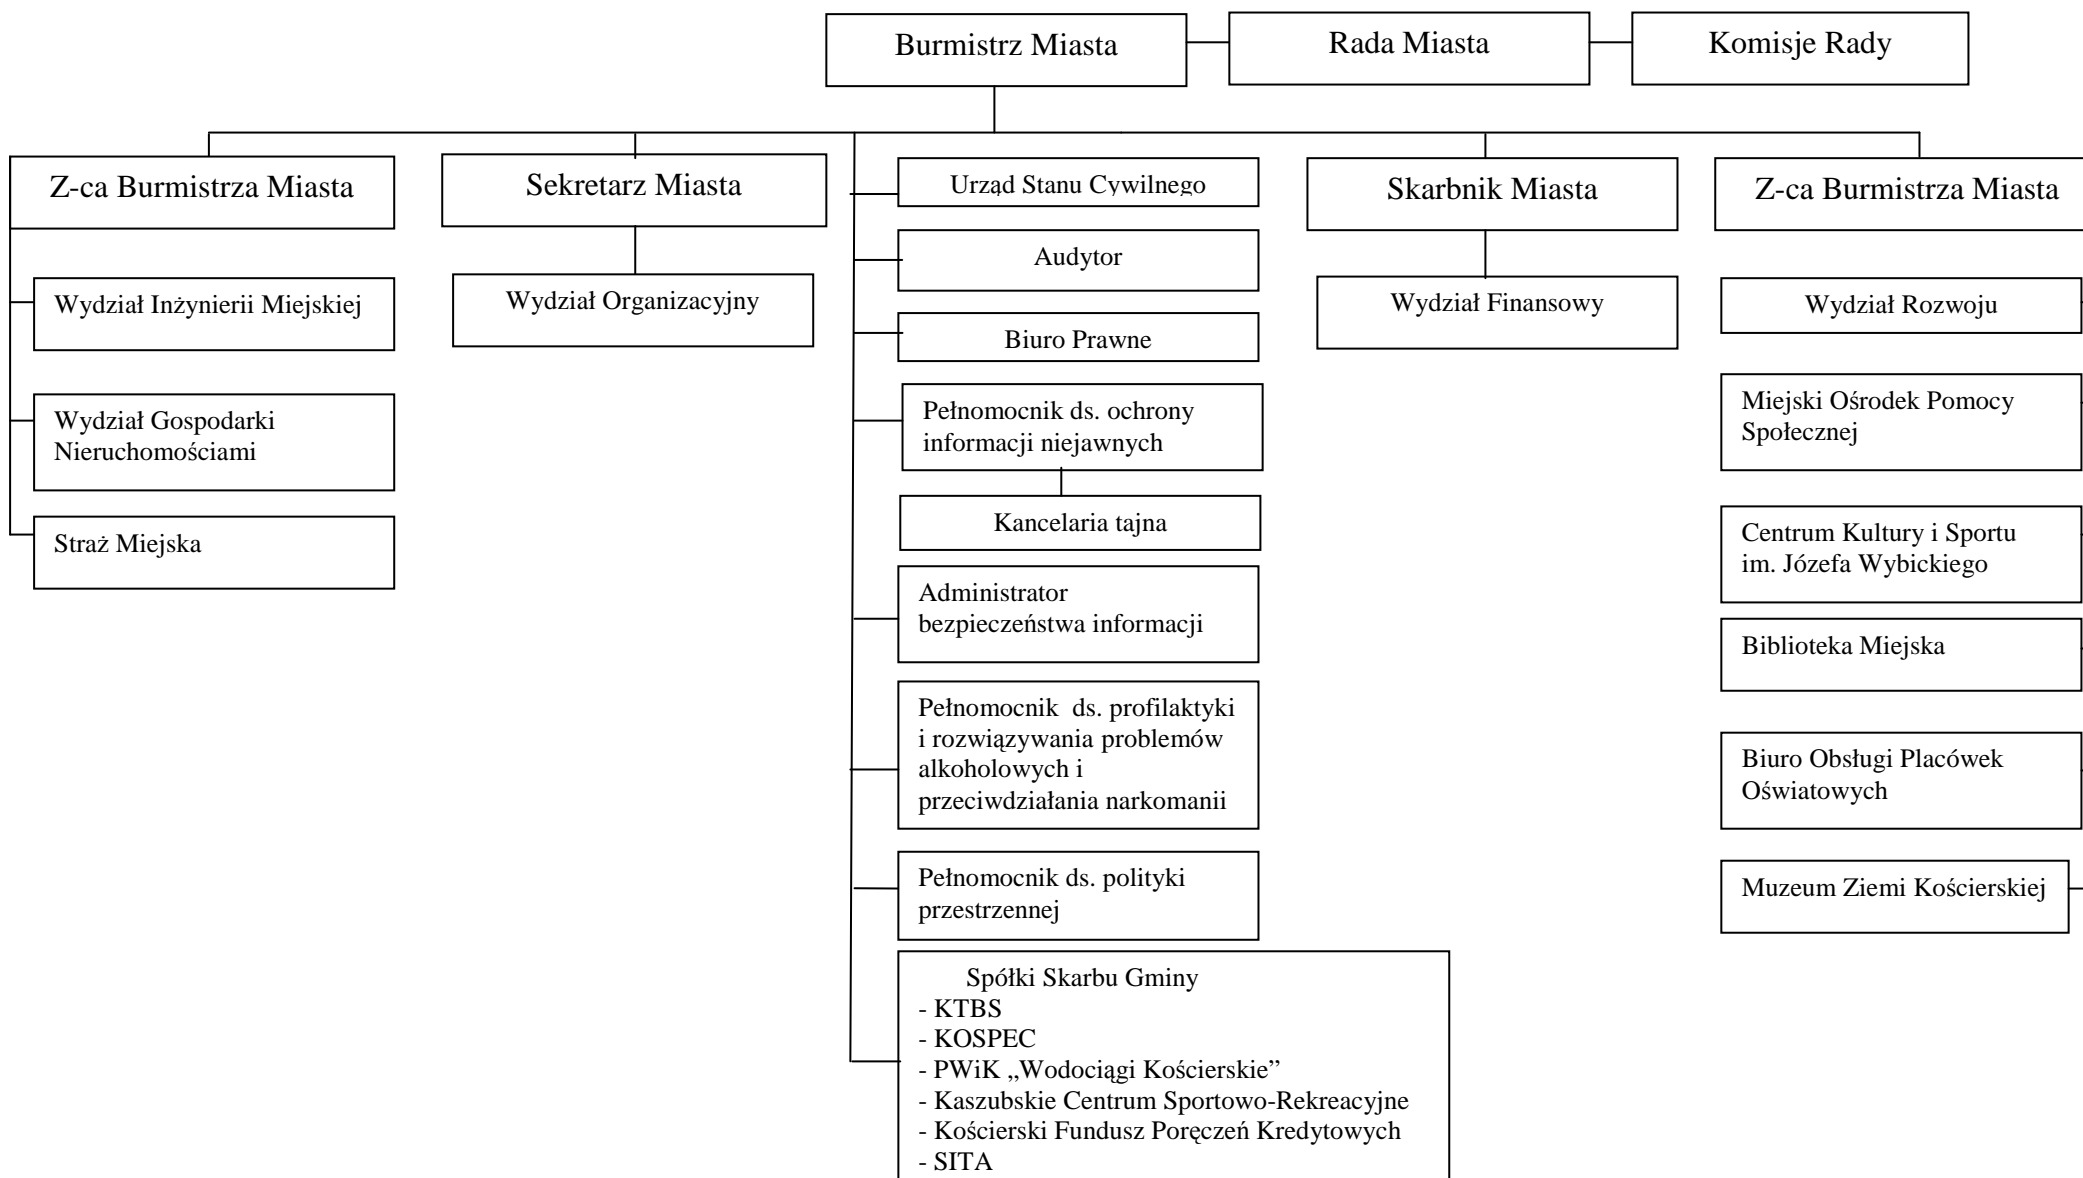 Burmistrz Miasta
Rada Miasta
Komisje Rady
Z-ca Burmistrza Miasta
Wydział Inżynierii Miejskiej
Wydział Gospodarki
Nieruchomościami
Straż Miejska
Sekretarz Miasta
Wydział Organizacyjny
Urząd Stanu Cywilnego
Audytor
Biuro Prawne
Pełnomocnik ds. ochrony
informacji niejawnych
Kancelaria tajna
Administrator
bezpieczeństwa informacji
Pełnomocnik ds. profilaktyki
i rozwiązywania problemów
alkoholowych i
przeciwdziałania narkomanii
Pełnomocnik ds. polityki
przestrzennej
Spółki Skarbu Gminy
- KTBS
- KOSPEC
- PWiK „Wodociągi Kościerskie”
- Kaszubskie Centrum Sportowo-Rekreacyjne
- Kościerski Fundusz Poręczeń Kredytowych
- SITA
Skarbnik Miasta
Wydział Finansowy
Z-ca Burmistrza Miasta
Wydział Rozwoju
Miejski Ośrodek Pomocy
Społecznej
Centrum Kultury i Sportu
im. Józefa Wybickiego
Biblioteka Miejska
Biuro Obsługi Placówek
Oświatowych
Muzeum Ziemi Kościerskiej